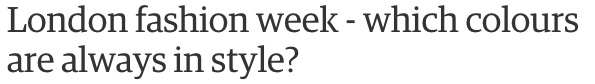 London fashion week - which colours
are always in style?